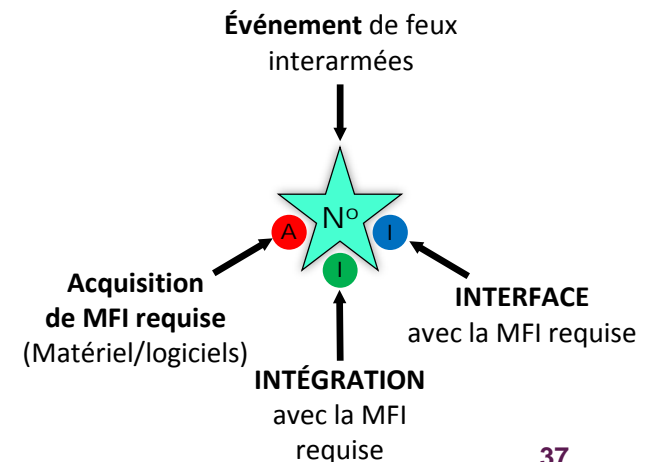 Événement de feux
interarmées
Nº
A
I
I
Acquisition
de MFI requise
(Matériel/logiciels)
INTERFACE
avec la MFI requise
INTÉGRATION
avec la MFI
requise
37